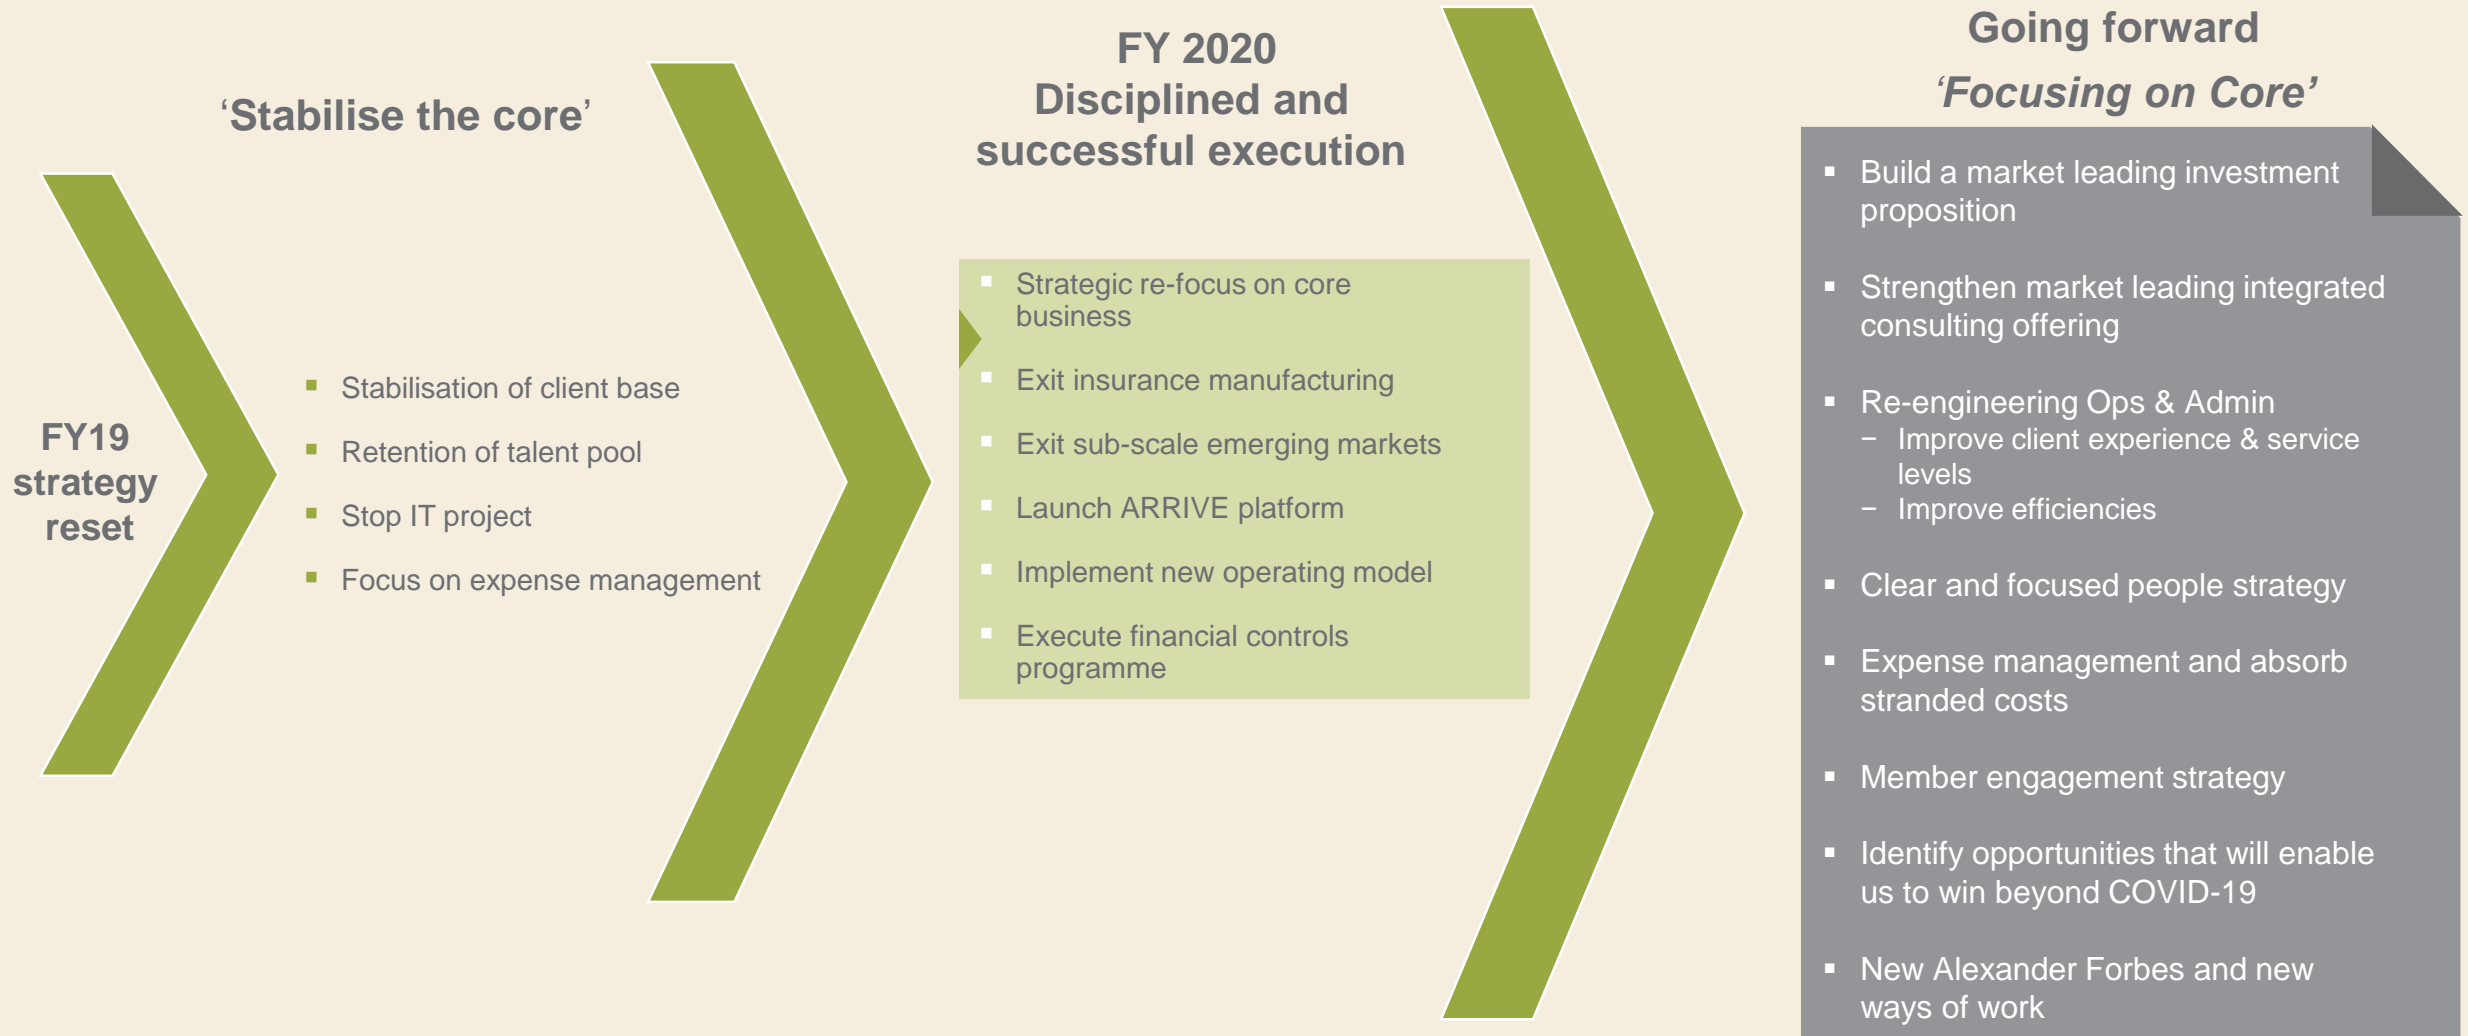 FY19
strategy
reset
‘Stabilise the core’
▪ Stabilisation of client base
▪ Retention of talent pool
▪ Stop IT project
▪ Focus on expense management
FY 2020
Disciplined and
successful execution
▪ Strategic re-focus on core
business
▪ Exit insurance manufacturing
▪ Exit sub-scale emerging markets
▪ Launch ARRIVE platform
▪ Implement new operating model
▪ Execute financial controls
programme
Going forward
‘Focusing on Core’
▪ Build a market leading investment
proposition
▪ Strengthen market leading integrated
consulting offering
▪ Re-engineering Ops & Admin
− Improve client experience & service
levels
− Improve efficiencies
▪ Clear and focused people strategy
▪ Expense management and absorb
stranded costs
▪ Member engagement strategy
▪ Identify opportunities that will enable
us to win beyond COVID-19
▪ New Alexander Forbes and new
ways of work